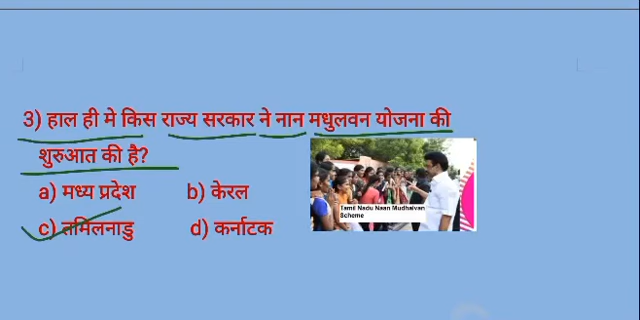 3) हाल ही मे किस राज्य सरकार ने नान मधुलवन योजना की
शुरुआत की है?
a) मध्य प्रदेश b) केरल
c) तमिलनाडु d) कर्नाटक
Tamil Nadu Naan Mudhalvan
Scheme